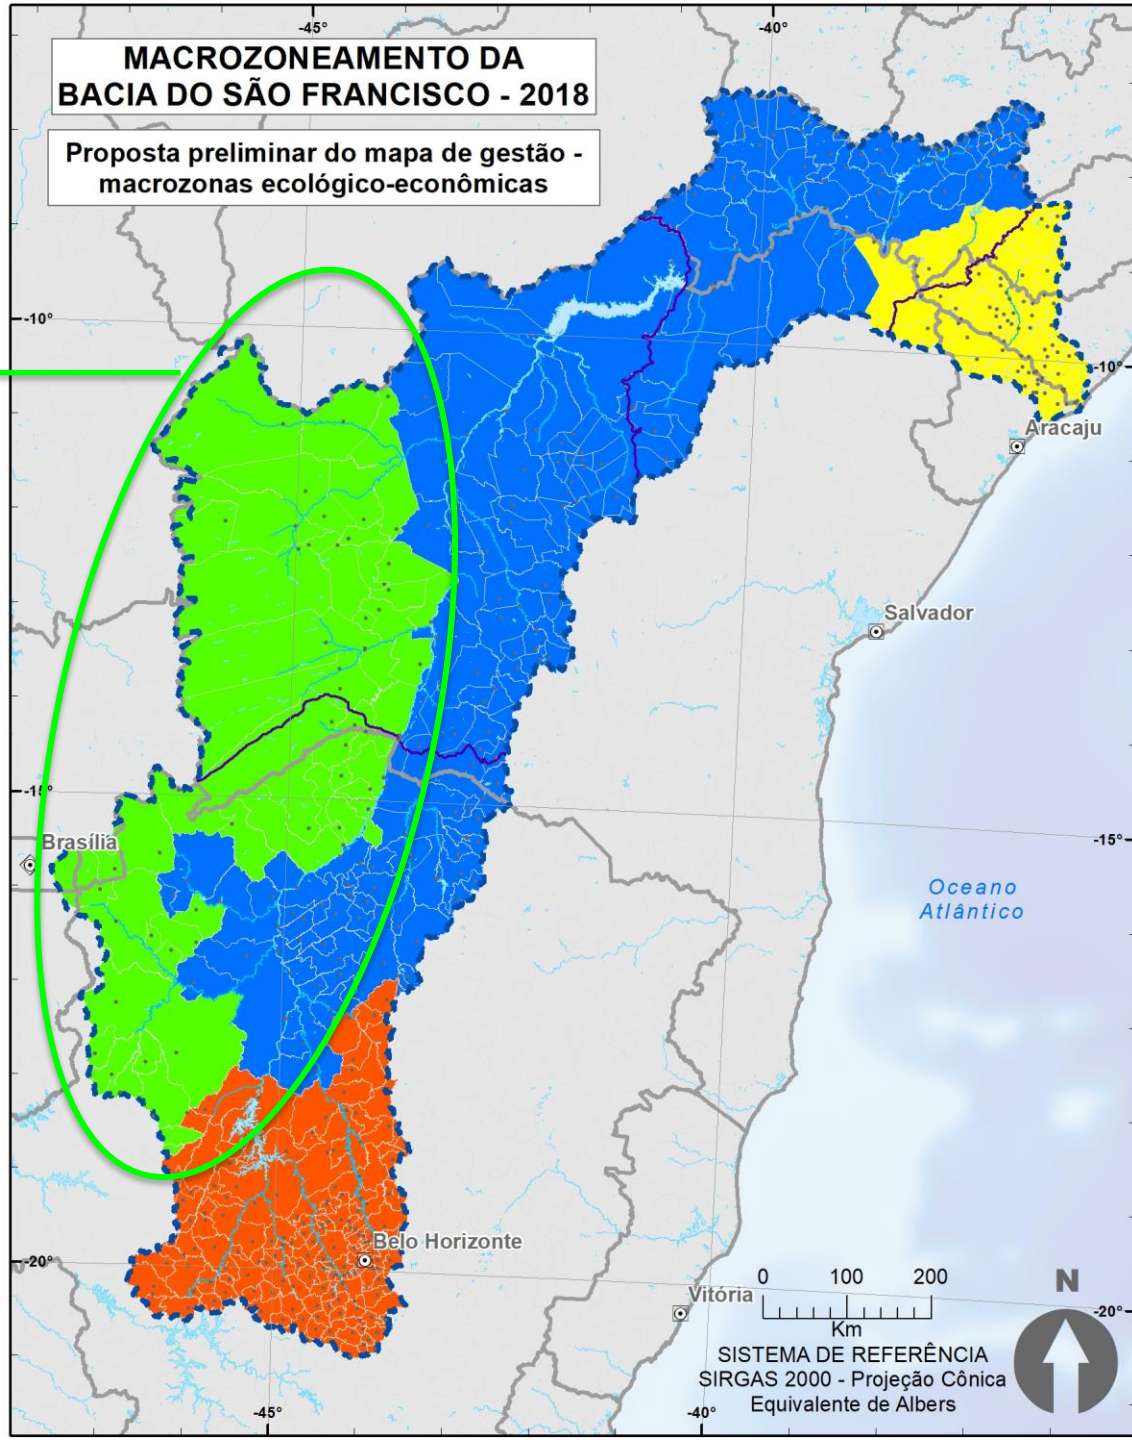 -45°
-40°
MACROZONEAMENTO DA
BACIA DO SÃO FRANCISCO - 2018
Proposta preliminar do mapa de gestão -
macrozonas ecológico-econômicas
-10°
-10°
Aracaju
Salvador
-15°
-15°
Brasília
Oceano
Atlântico
Belo Horizonte
-20°
Vitória
0 100 200
Km
N
-20°
SISTEMA DE REFERÊNCIA
SIRGAS 2000 - Projeção Cônica
Equivalente de Albers
-45°
-40°